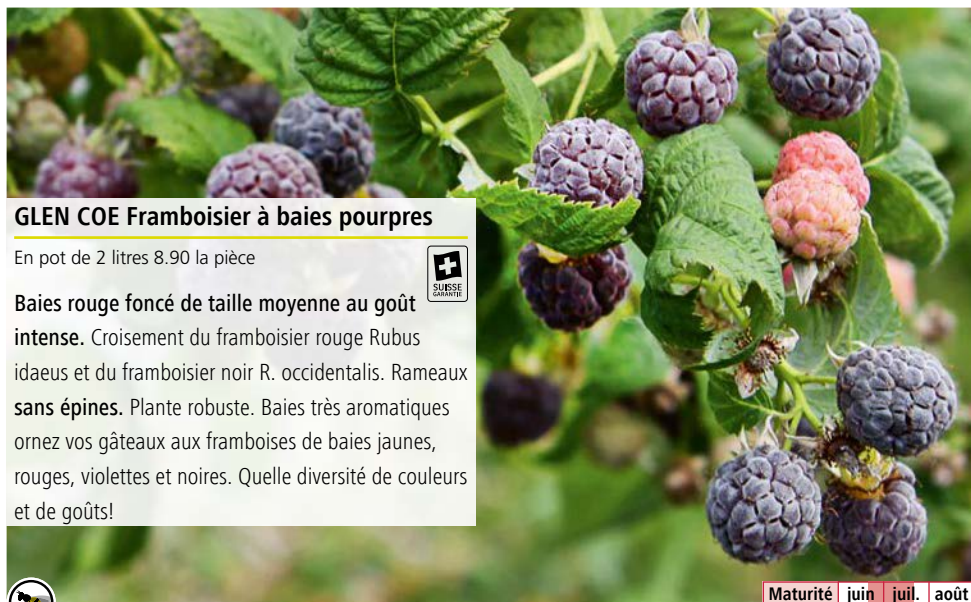 GLEN COE Framboisier à baies pourpres
En pot de 2 litres 8.90 la pièce
SUISSE
GARANTIE
Baies rouge foncé de taille moyenne au goût
intense. Croisement du framboisier rouge Rubus
idaeus et du framboisier noir R. occidentalis. Rameaux
sans épines. Plante robuste. Baies très aromatiques
ornez vos gâteaux aux framboises de baies jaunes,
rouges, violettes et noires. Quelle diversité de couleurs
et de goûts!
Maturité juin juil. août